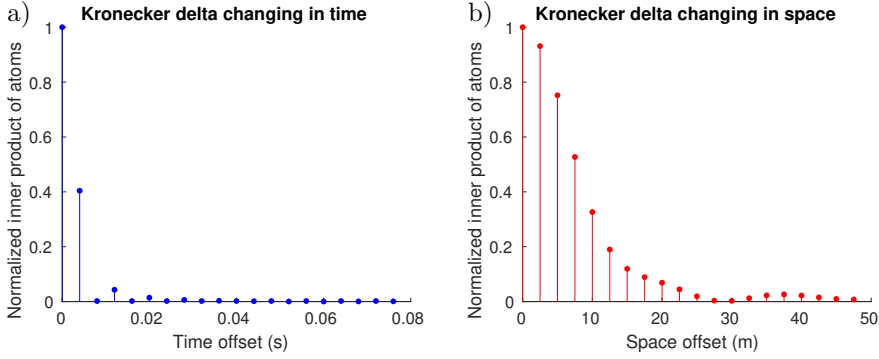 a)
Kronecker delta changing in time
Normalized inner product of atoms
1
0.8
0.6
0.4
0.2
0
0
0.02
0.04
0.06
0.08
Time offset (s)
b)
Kronecker delta changing in space
Normalized inner product of atoms
1
0.8
0.6
0.4
0.2
0
0
10
20
30
40
50
Space offset (m)